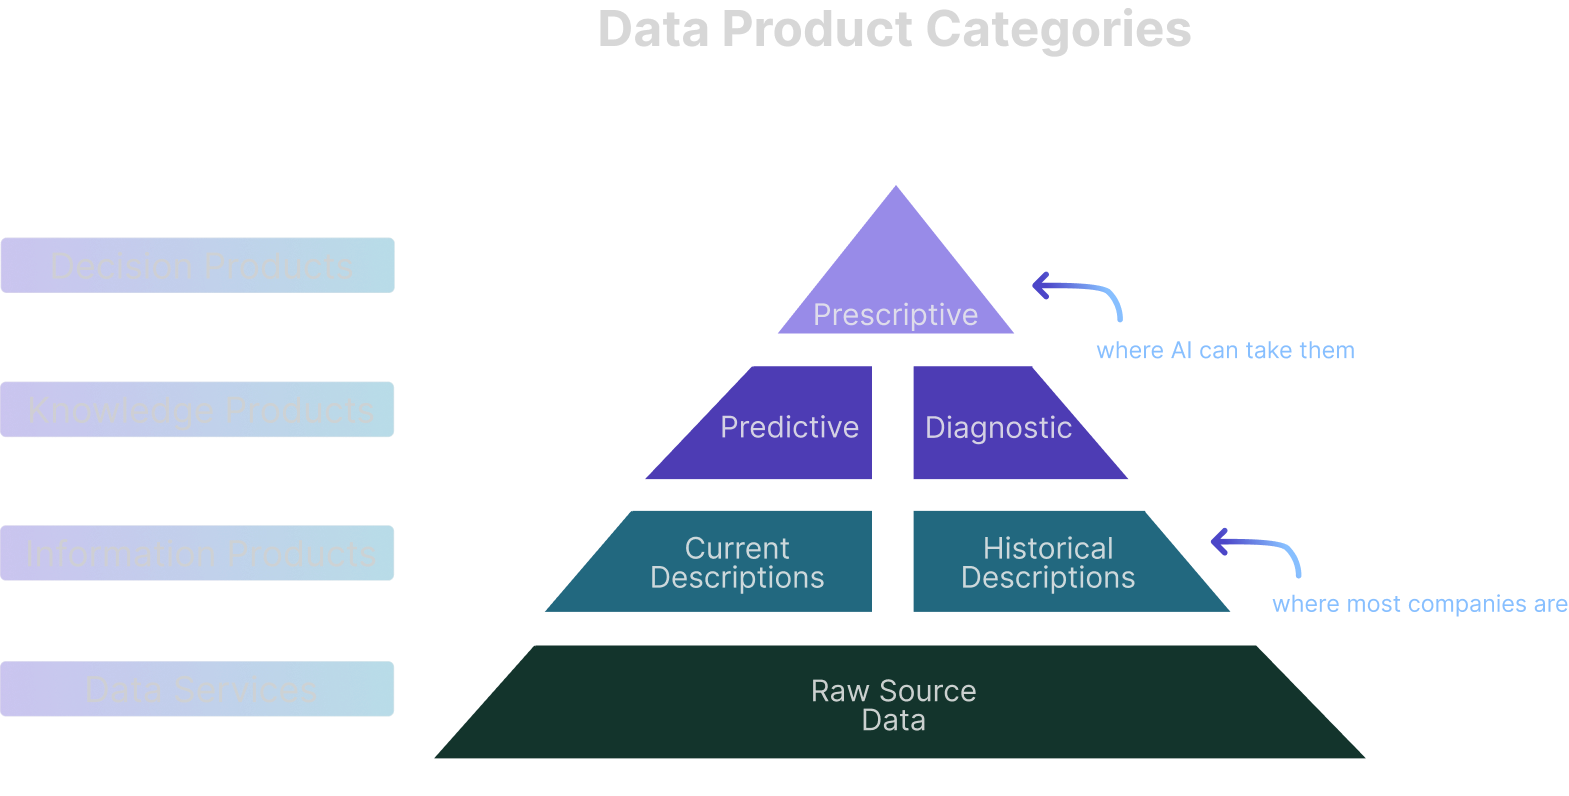 Data Product Categories
Decision Products
Prescriptive
where AI can take them
Knowledge Products
Predictive
Diagnostic
Information Products
Current
Descriptions
Historical
Descriptions
where most companies are
Data Services
Raw Source
Data